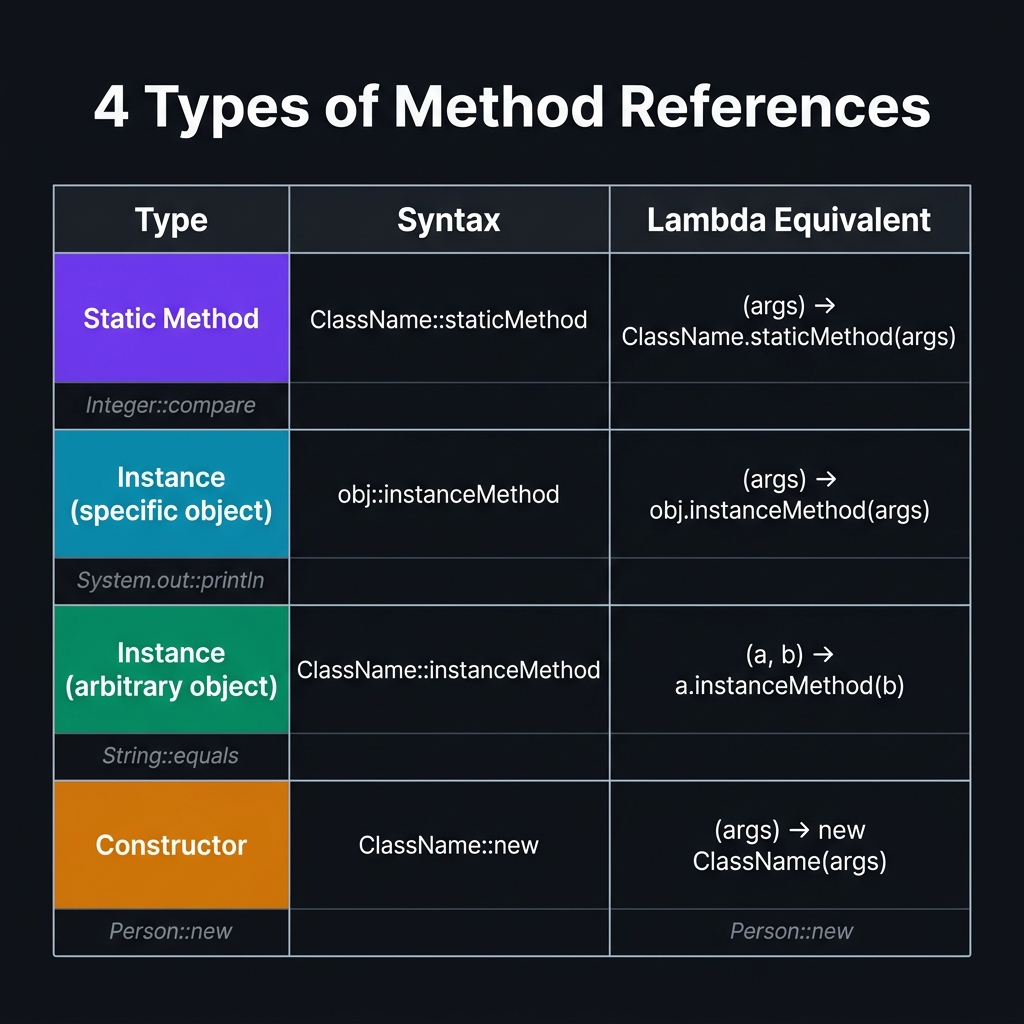 4 Types of Method References
Type
Syntax
Lambda Equivalent
Static Method
ClassName::staticMethod
(args) →
ClassName.staticMethod(args)
Integer::compare
Instance
(specific object)
obj::instanceMethod
(args) →
obj.instanceMethod(args)
System.out::println
Instance
(arbitrary object)
ClassName::instanceMethod
(a, b) →
a.instanceMethod(b)
String::equals
Constructor
ClassName::new
(args) → new
ClassName(args)
Person::new
Person::new